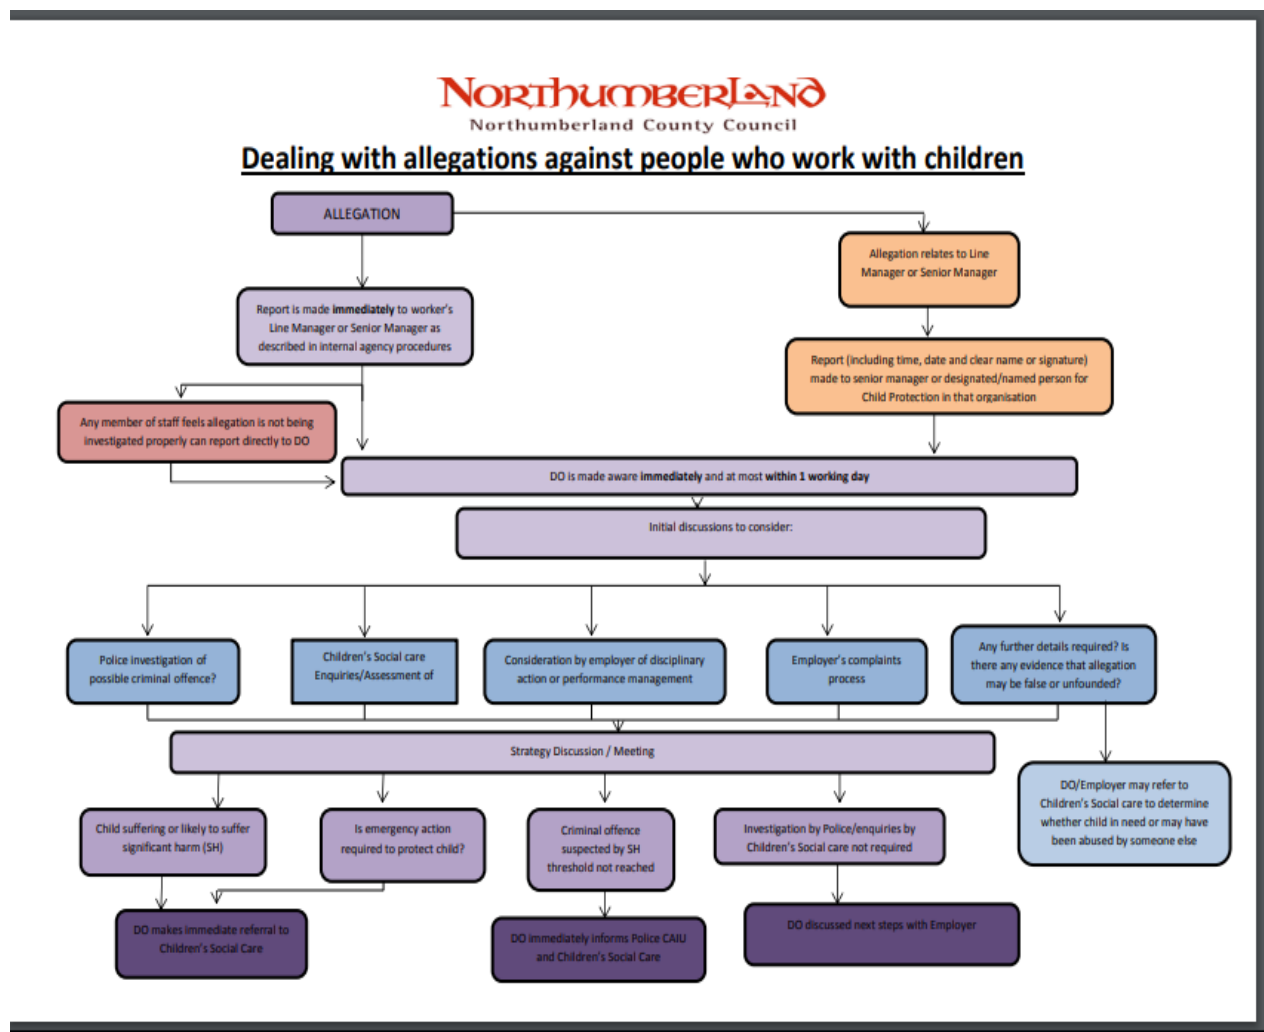 NORTHUMBERLAND
Northumberland County Council
Dealing with allegations against people who work with children
ALLEGATION
Allegation relates to Line
Manager or Senior Manager
Report is made immediately to worker's
Line Manager or Senior Manager as
described in internal agency procedures
Report (including time, date and clear name or signature)
made to senior manager or designated/named person for
Child Protection in that organisation
Any member of staff feels allegation is not being
investigated properly can report directly to DO
DO is made aware immediately and at most within 1 working day
Initial discussions to consider:
Police investigation of
possible criminal offence?
Children's Social care
Enquiries/Assessment of
Consideration by employer of disciplinary
action or performance management
Employer's complaints
process
Any further details required? Is
there any evidence that allegation
may be false or unfounded?
Strategy Discussion / Meeting
DO/Employer may refer to
Children's Social care to determine
whether child in need or may have
been abused by someone else
Child suffering or likely to suffer
significant harm (SH)
Is emergency action
required to protect child?
Criminal offence
suspected by SH
threshold not reached
Investigation by Police/enquiries by
Children's Social care not required
DO makes immediate referral to
Children's Social Care
DO immediately informs Police CAIU
and Children's Social Care
DO discussed next steps with Employer